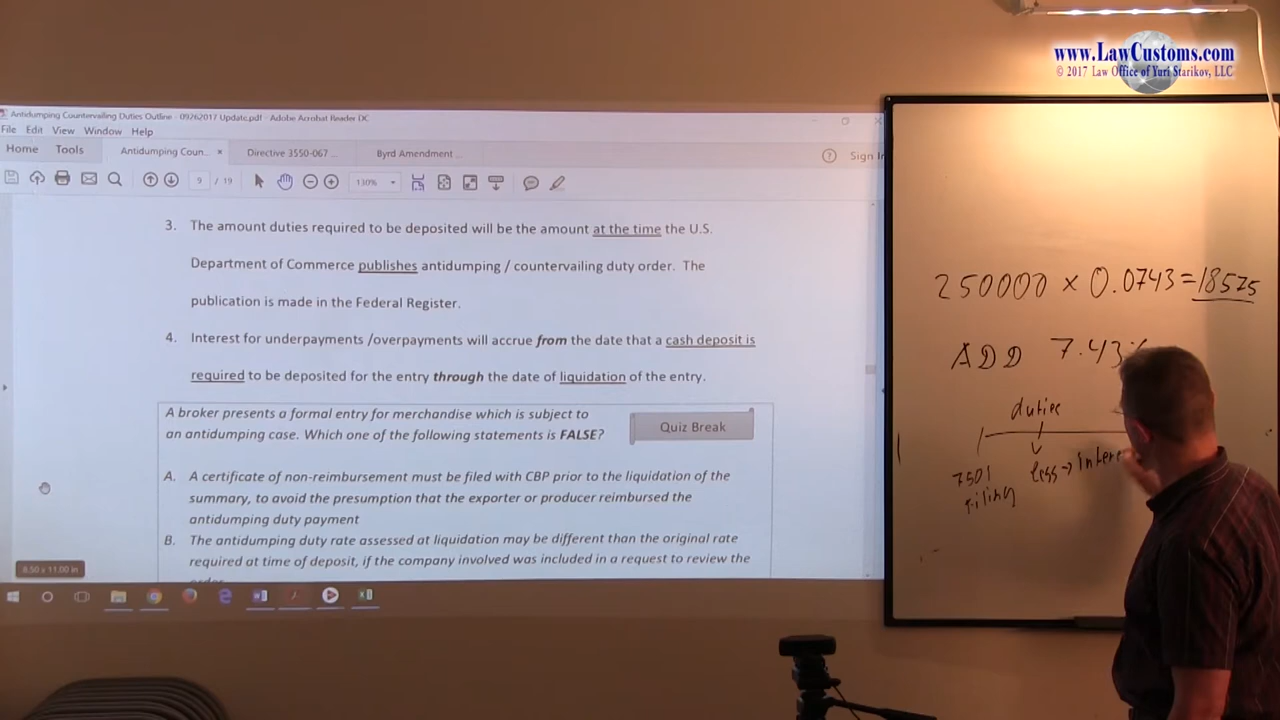 www.LawCustoms.com
© 2017 Law Office of Yuri Starikov, LLC
Antidumping Countervailing Duties Outline - 09262017 Update.pdf - Adobe Acrobat Reader DC
File Edit View Window Help
Home Tools Antidumping Coun... × Directive 3550-067 ... Byrd Amendment ... Sign In
9 / 19 130%
3. The amount duties required to be deposited will be the amount at the time the U.S.
Department of Commerce publishes antidumping / countervailing duty order. The
publication is made in the Federal Register.
4. Interest for underpayments /overpayments will accrue from the date that a cash deposit is
required to be deposited for the entry through the date of liquidation of the entry.
A broker presents a formal entry for merchandise which is subject to
an antidumping case. Which one of the following statements is FALSE?
Quiz Break
A. A certificate of non-reimbursement must be filed with CBP prior to the liquidation of the
summary, to avoid the presumption that the exporter or producer reimbursed the
antidumping duty payment
B. The antidumping duty rate assessed at liquidation may be different than the original rate
required at time of deposit, if the company involved was included in a request to review the
order
8.50 x 11.00 in
250000 x 0.0743 = 18575
ADD 7.43%
duties
7501 less → intere
filing